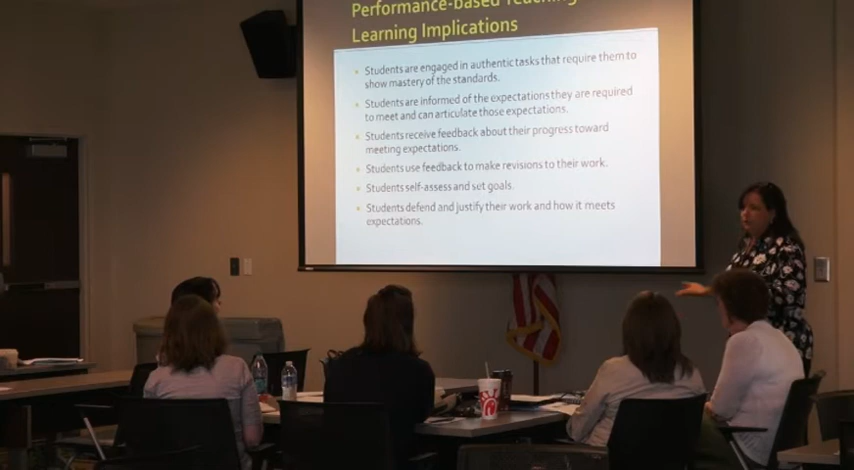 Performance-based Teaching
Learning Implications
Students are engaged in authentic tasks that require them to
show mastery of the standards.
Students are informed of the expectations they are required
to meet and can articulate those expectations.
Students receive feedback about their progress toward
meeting expectations.
Students use feedback to make revisions to their work.
Students self-assess and set goals.
Students defend and justify their work and how it meets
expectations.